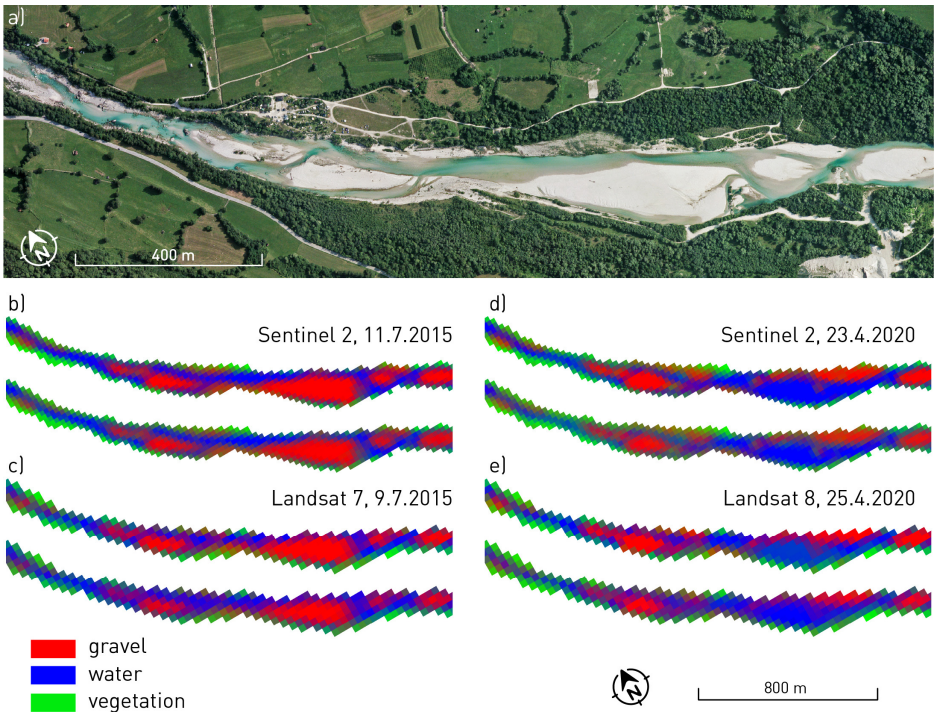 a)
N
400 m
b)
Sentinel 2, 11.7.2015
d)
Sentinel 2, 23.4.2020
c)
Landsat 7, 9.7.2015
e)
Landsat 8, 25.4.2020
gravel
water
vegetation
N
800 m